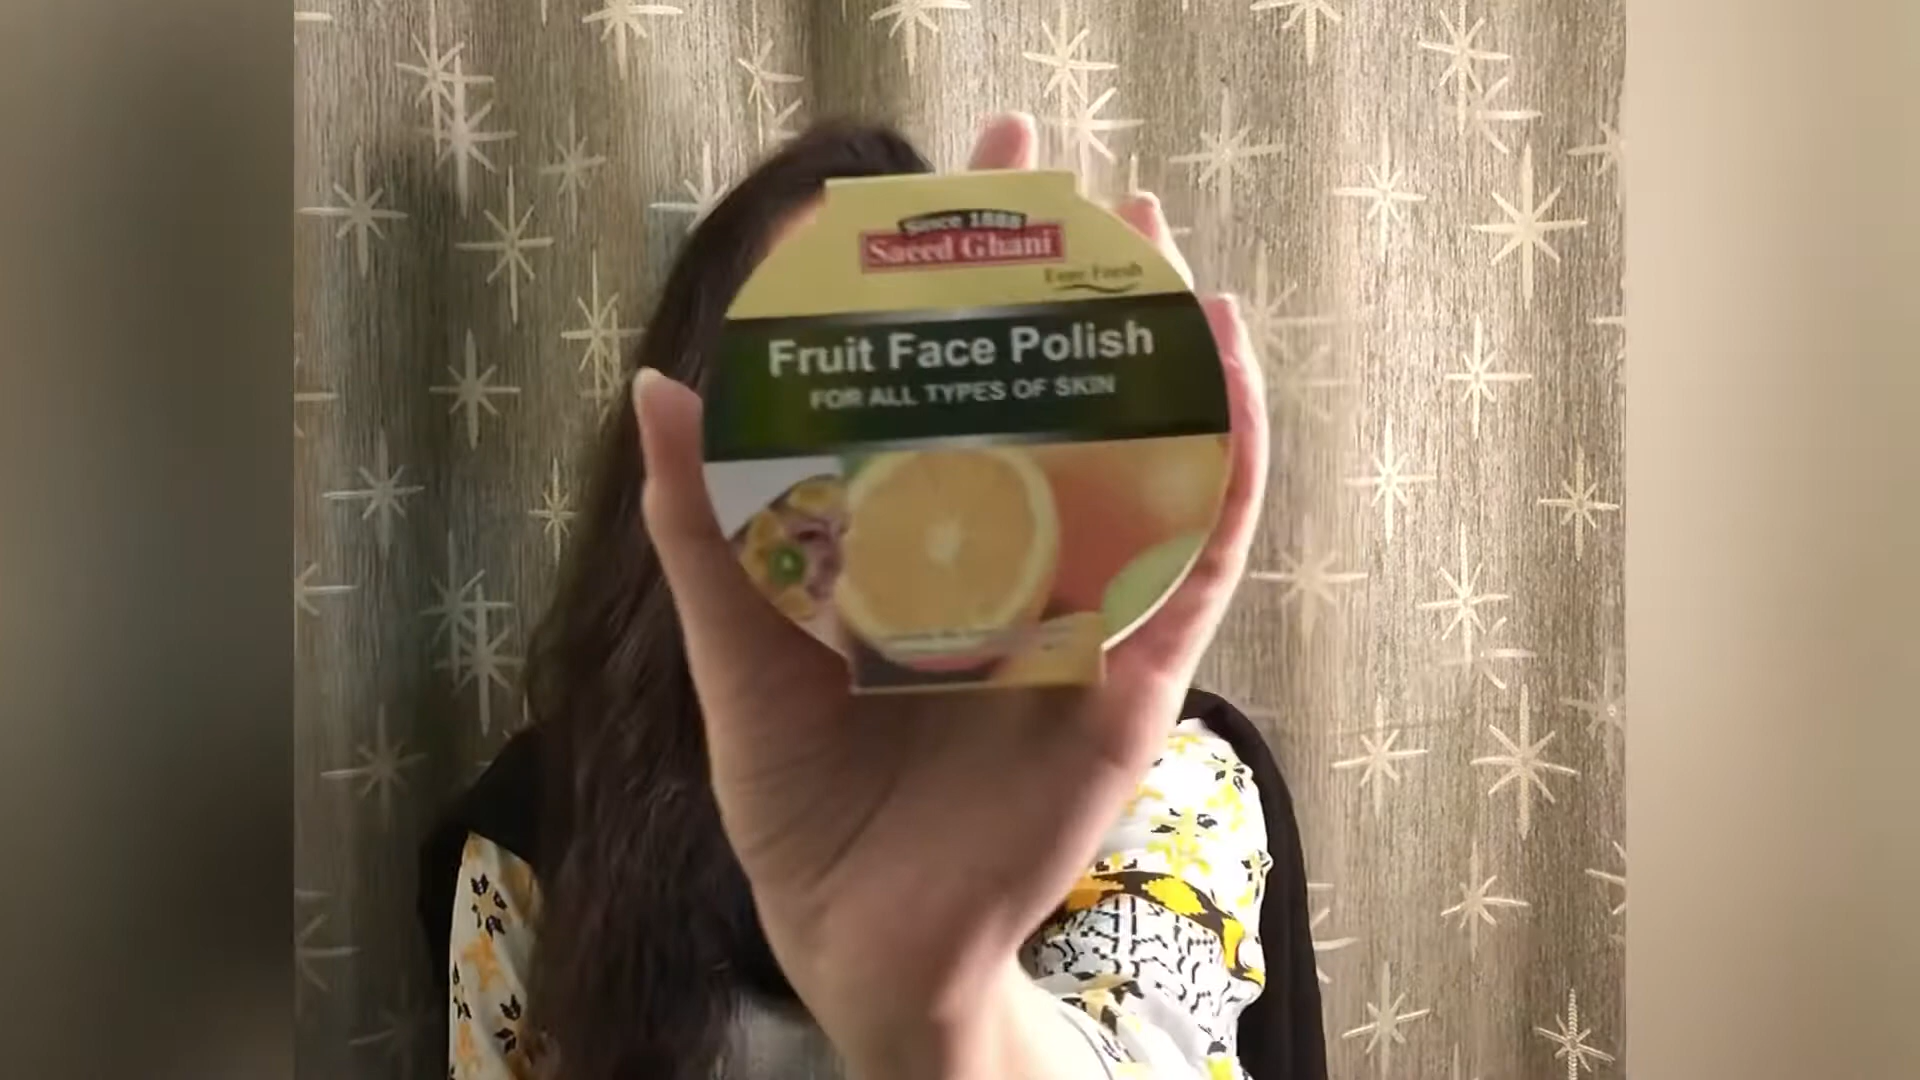 Since 1888
Saeed Ghani
Ever Fresh
Fruit Face Polish
FOR ALL TYPES OF SKIN